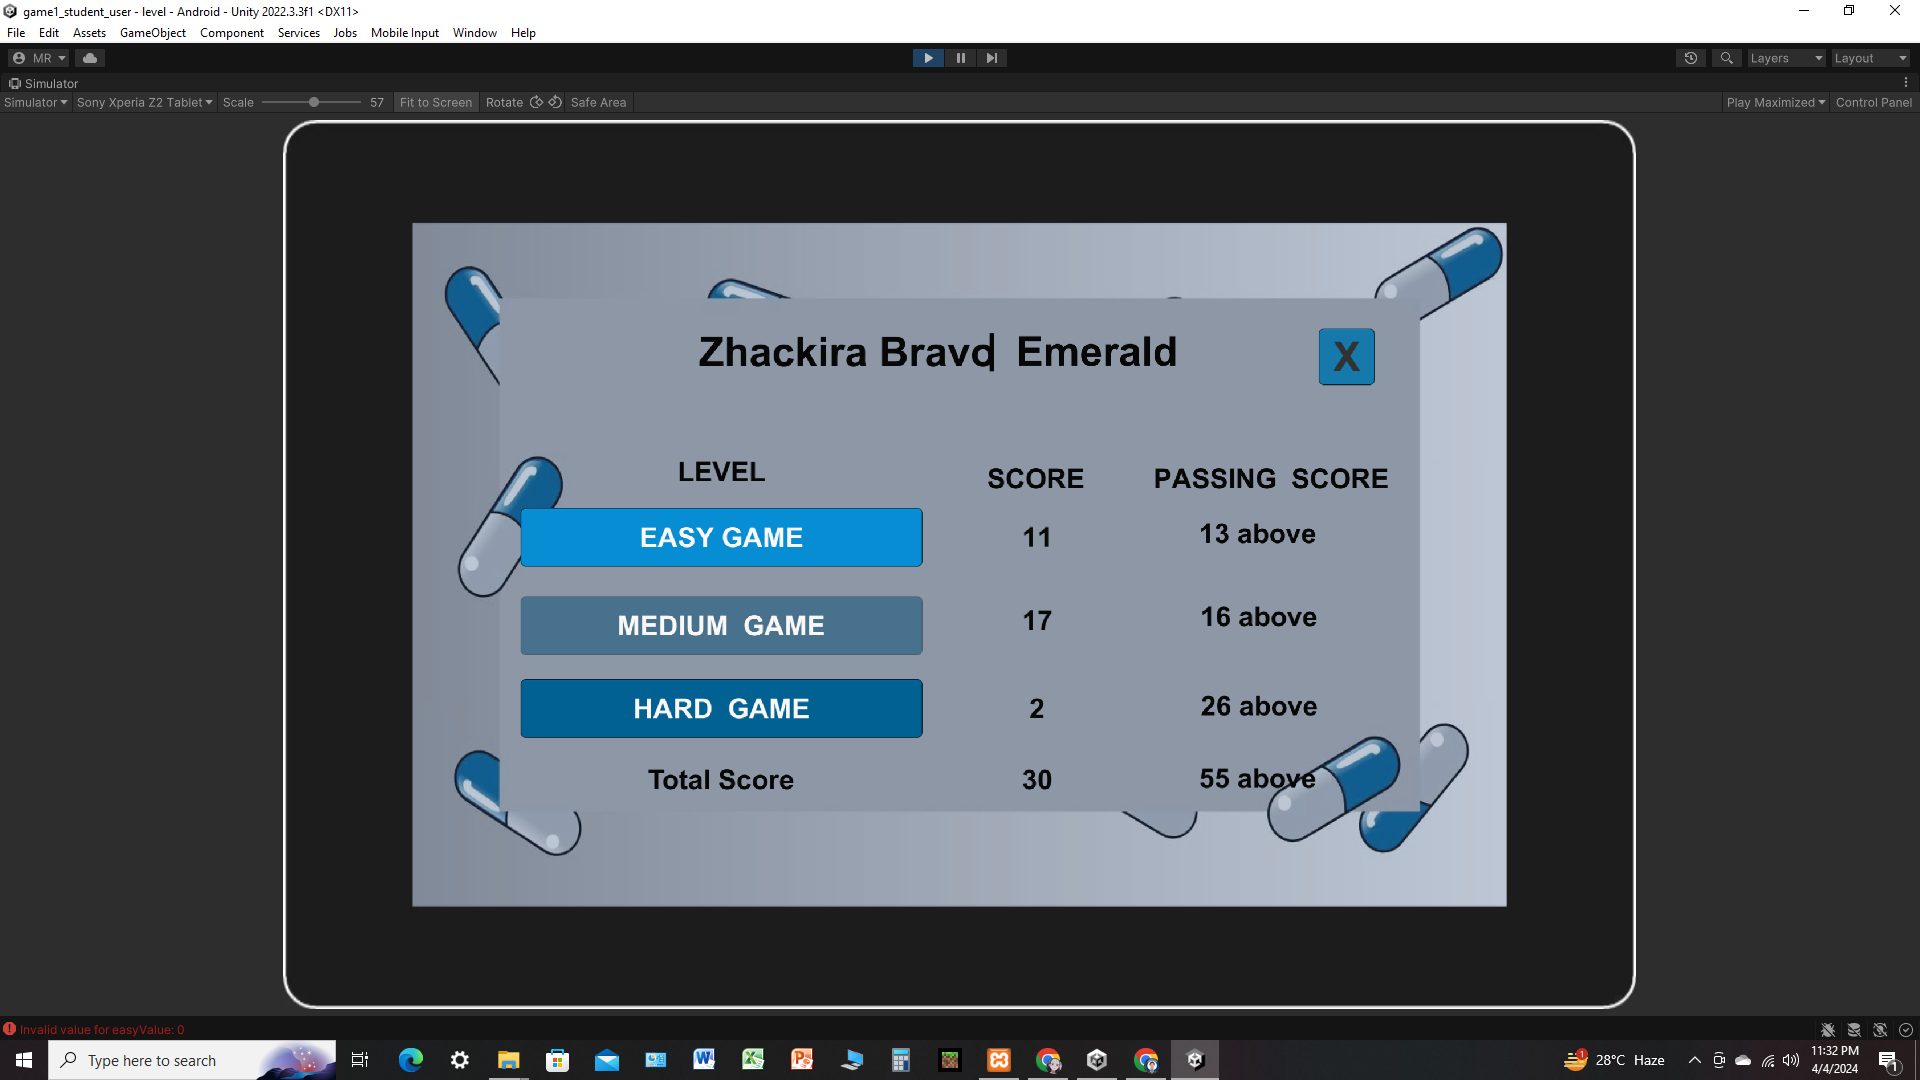 game1_student_user - level - Android - Unity 2022.3.3f1 <DX11>
File Edit Assets GameObject Component Services Jobs Mobile Input Window Help
MR Layers Layout
Simulator
Simulator Sony Xperia Z2 Tablet Scale 57 Fit to Screen Rotate Safe Area Play Maximized Control Panel
Zhackira Bravo Emerald
X
LEVEL SCORE PASSING SCORE
EASY GAME 11 13 above
MEDIUM GAME 17 16 above
HARD GAME 2 26 above
Total Score 30 55 above
Invalid value for easyValue: 0
Type here to search
28°C Haze
11:32 PM
4/4/2024